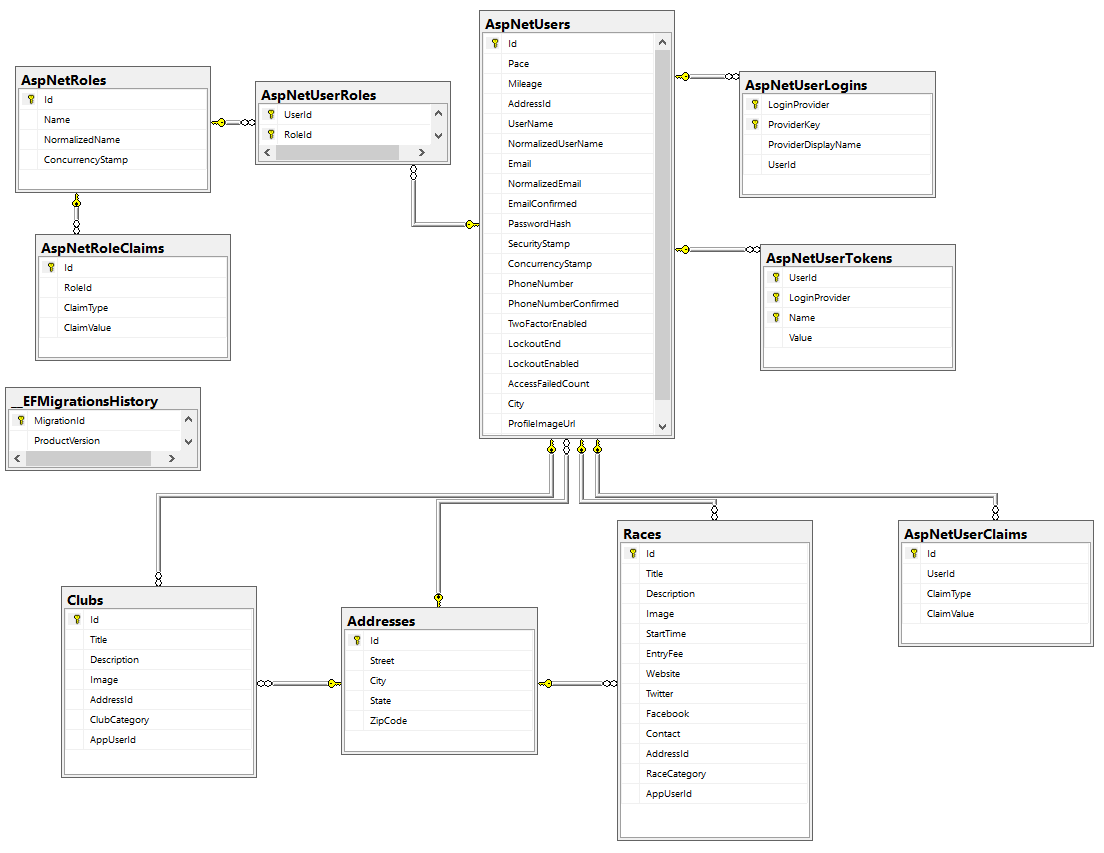 AspNetUsers
Id
Pace
Mileage
AddressId
UserName
NormalizedUserName
Email
NormalizedEmail
EmailConfirmed
PasswordHash
SecurityStamp
ConcurrencyStamp
PhoneNumber
PhoneNumberConfirmed
TwoFactorEnabled
LockoutEnd
LockoutEnabled
AccessFailedCount
City
ProfileImageUrl
AspNetRoles
Id
Name
NormalizedName
ConcurrencyStamp
AspNetUserRoles
UserId
RoleId
AspNetUserLogins
LoginProvider
ProviderKey
ProviderDisplayName
UserId
AspNetRoleClaims
Id
RoleId
ClaimType
ClaimValue
AspNetUserTokens
UserId
LoginProvider
Name
Value
__EFMigrationsHistory
MigrationId
ProductVersion
Clubs
Id
Title
Description
Image
AddressId
ClubCategory
AppUserId
Addresses
Id
Street
City
State
ZipCode
Races
Id
Title
Description
Image
StartTime
EntryFee
Website
Twitter
Facebook
Contact
AddressId
RaceCategory
AppUserId
AspNetUserClaims
Id
UserId
ClaimType
ClaimValue